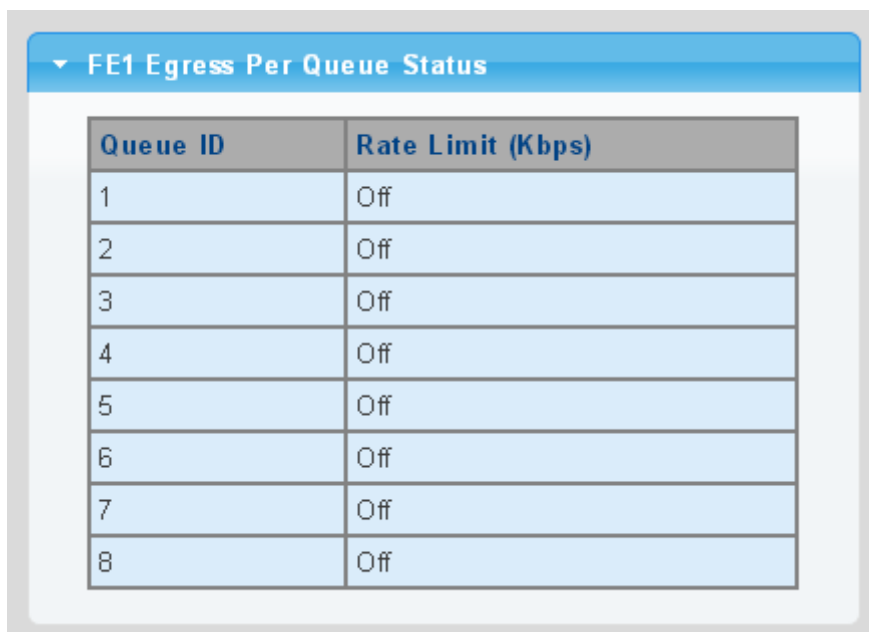 FE1 Egress Per Queue Status
Queue ID Rate Limit (Kbps)
1 Off
2 Off
3 Off
4 Off
5 Off
6 Off
7 Off
8 Off